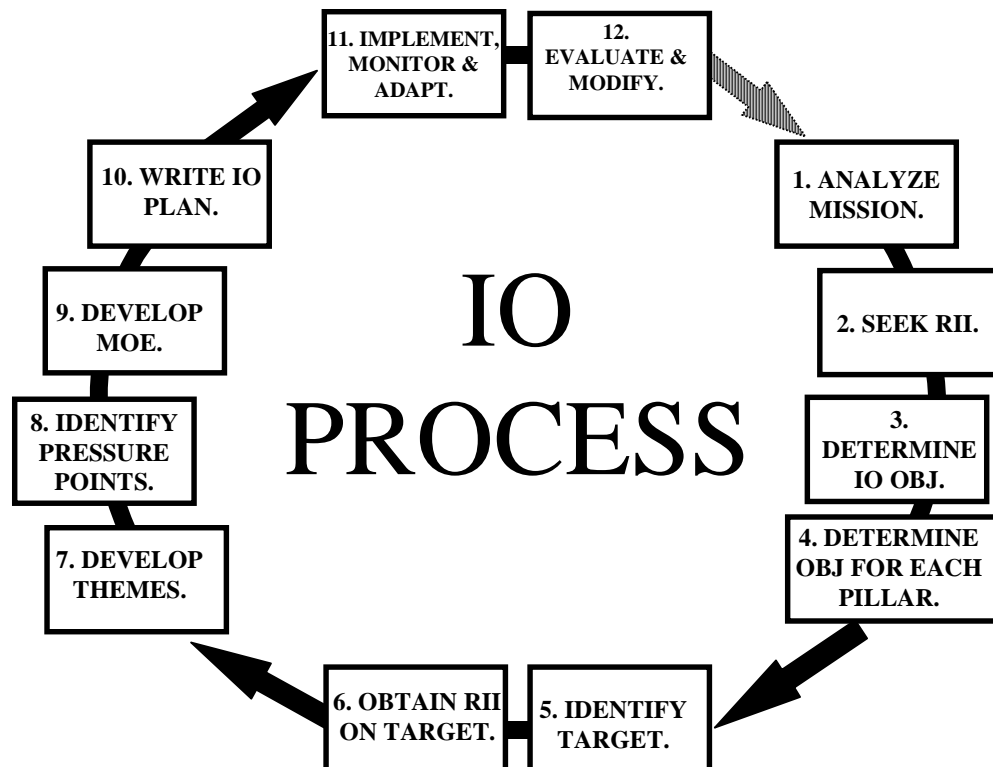 11. IMPLEMENT,
MONITOR &
ADAPT.
12.
EVALUATE &
MODIFY.
1. ANALYZE
MISSION.
2. SEEK RII.
3.
DETERMINE
IO OBJ.
4. DETERMINE
OBJ FOR EACH
PILLAR.
5. IDENTIFY
TARGET.
6. OBTAIN RII
ON TARGET.
7. DEVELOP
THEMES.
8. IDENTIFY
PRESSURE
POINTS.
9. DEVELOP
MOE.
10. WRITE IO
PLAN.
IO
PROCESS